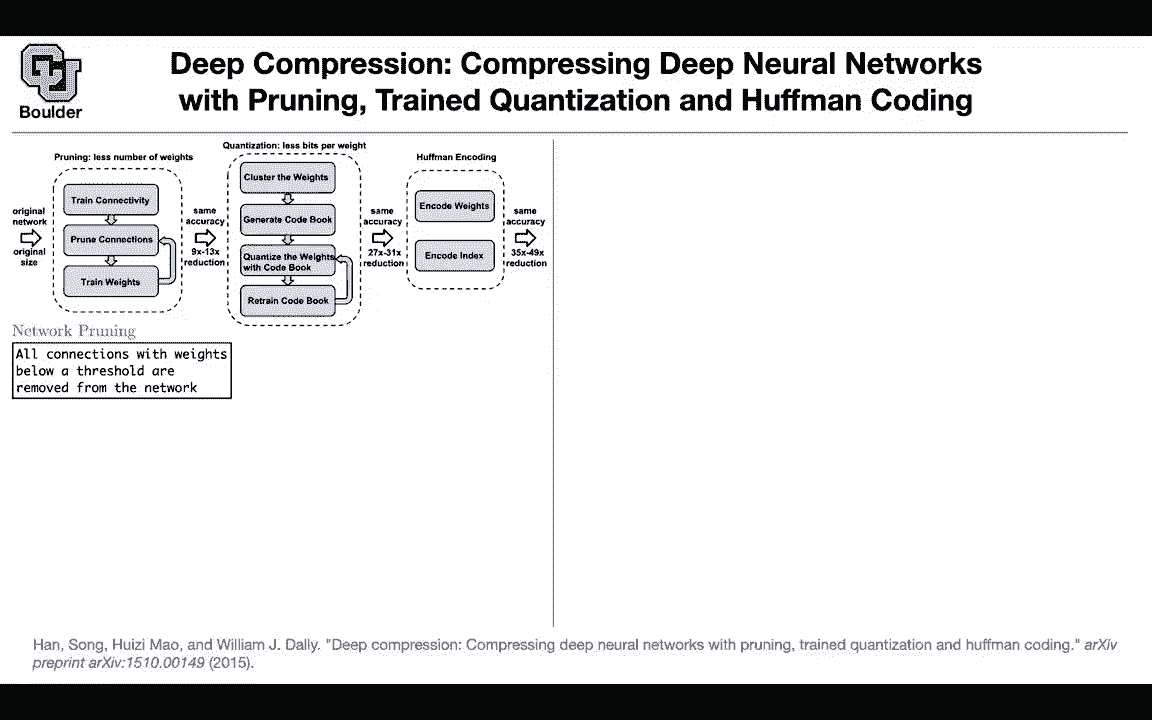 Boulder
Deep Compression: Compressing Deep Neural Networks
with Pruning, Trained Quantization and Huffman Coding
original
network
original
size
Pruning: less number of weights
Train Connectivity
Prune Connections
Train Weights
same
accuracy
9x-13x
reduction
Quantization: less bits per weight
Cluster the Weights
Generate Code Book
Quantize the Weights
with Code Book
Retrain Code Book
same
accuracy
27x-31x
reduction
Huffman Encoding
Encode Weights
Encode Index
same
accuracy
35x-49x
reduction
Network Pruning
All connections with weights
below a threshold are
removed from the network
Han, Song, Huizi Mao, and William J. Dally. "Deep compression: Compressing deep neural networks with pruning, trained quantization and huffman coding." arXiv
preprint arXiv:1510.00149 (2015).